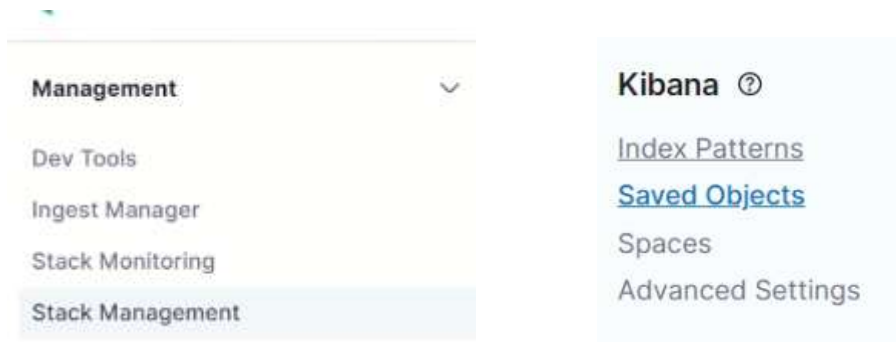 Management
Dev Tools
Ingest Manager
Stack Monitoring
Stack Management
Kibana
Index Patterns
Saved Objects
Spaces
Advanced Settings